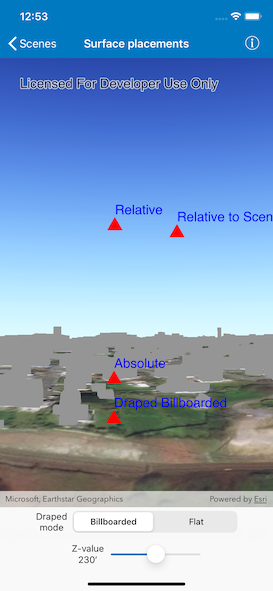 12:53
Scenes
Surface placements
Licensed For Developer Use Only
Relative
Relative to Scen
Absolute
Draped Billboarded
Microsoft, Earthstar Geographics
Powered by Esri
Draped
mode
Billboarded
Flat
Z-value
230'